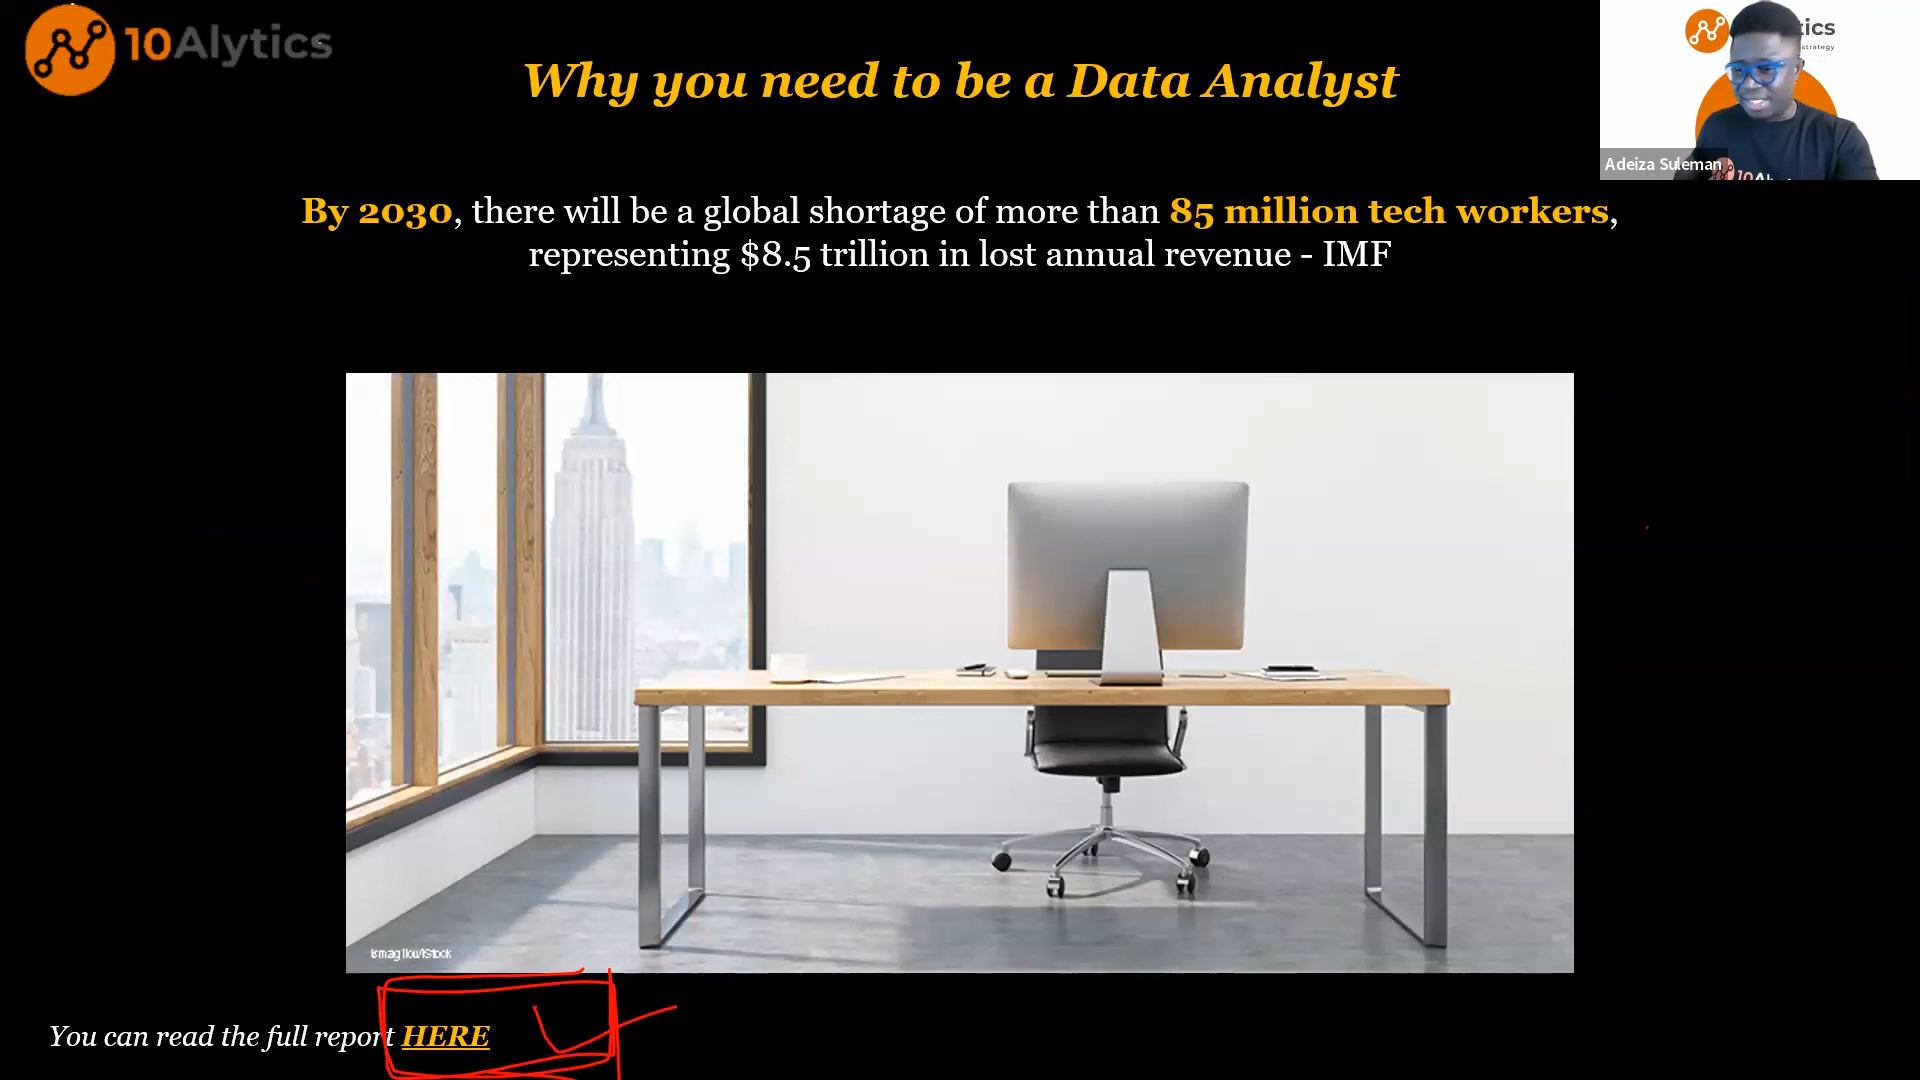 10Alytics
Why you need to be a Data Analyst
tics
strategy
Adeiza Suleman
By 2030, there will be a global shortage of more than 85 million tech workers,
representing $8.5 trillion in lost annual revenue - IMF
You can read the full report HERE